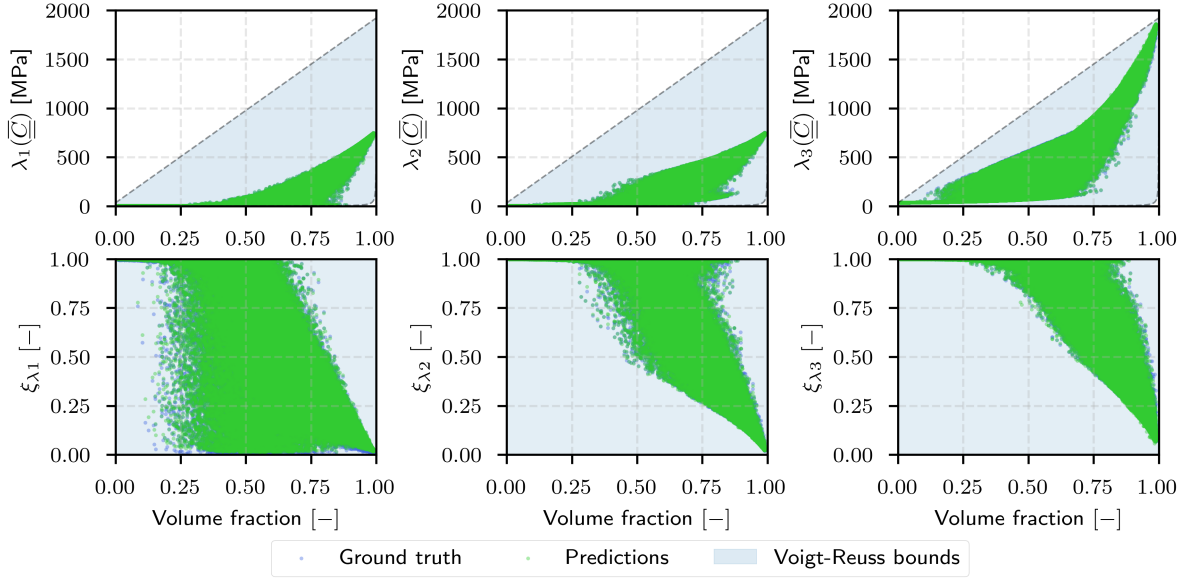 λ₁(C̿) [MPa]
2000
1500
1000
500
0
0.00 0.25 0.50 0.75 1.00
λ₂(C̿) [MPa]
2000
1500
1000
500
0
0.00 0.25 0.50 0.75 1.00
λ₃(C̿) [MPa]
2000
1500
1000
500
0
0.00 0.25 0.50 0.75 1.00
ξλ1 [−]
1.00
0.75
0.50
0.25
0.00
0.00 0.25 0.50 0.75 1.00
Volume fraction [−]
ξλ2 [−]
1.00
0.75
0.50
0.25
0.00
0.00 0.25 0.50 0.75 1.00
Volume fraction [−]
ξλ3 [−]
1.00
0.75
0.50
0.25
0.00
0.00 0.25 0.50 0.75 1.00
Volume fraction [−]
Ground truth Predictions Voigt-Reuss bounds